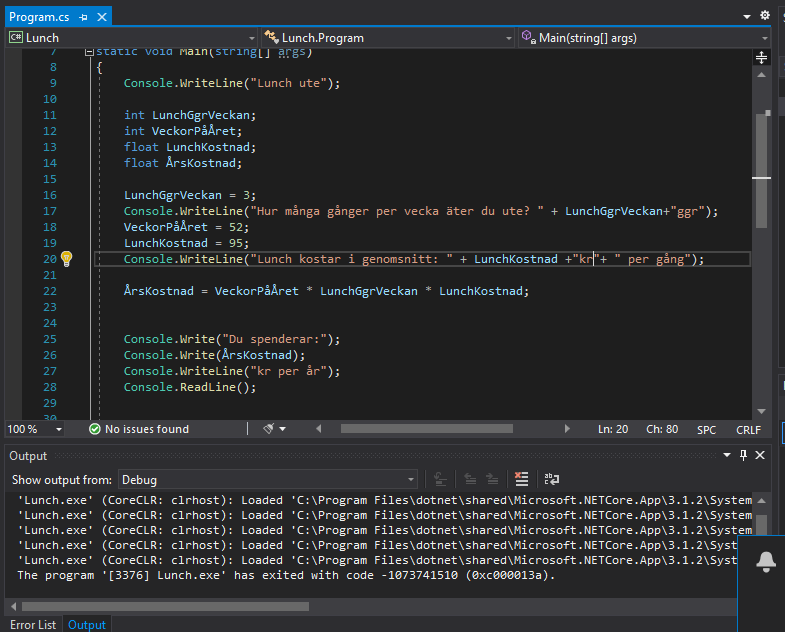 Program.cs
Lunch
Lunch.Program
Main(string[] args)
7 static void Main(string[] args)
8 {
9 Console.WriteLine("Lunch ute");
10
11 int LunchGgrVeckan;
12 int VeckorPåÅret;
13 float LunchKostnad;
14 float ÅrsKostnad;
15
16 LunchGgrVeckan = 3;
17 Console.WriteLine("Hur många gånger per vecka äter du ute? " + LunchGgrVeckan+"ggr");
18 VeckorPåÅret = 52;
19 LunchKostnad = 95;
20 Console.WriteLine("Lunch kostar i genomsnitt: " + LunchKostnad +"kr"+ " per gång");
21
22 ÅrsKostnad = VeckorPåÅret * LunchGgrVeckan * LunchKostnad;
23
24
25 Console.Write("Du spenderar:");
26 Console.Write(ÅrsKostnad);
27 Console.WriteLine("kr per år");
28 Console.ReadLine();
29
30
100 % No issues found Ln: 20 Ch: 80 SPC CRLF
Output
Show output from: Debug
'Lunch.exe' (CoreCLR: clrhost): Loaded 'C:\Program Files\dotnet\shared\Microsoft.NETCore.App\3.1.2\System
'Lunch.exe' (CoreCLR: clrhost): Loaded 'C:\Program Files\dotnet\shared\Microsoft.NETCore.App\3.1.2\System
'Lunch.exe' (CoreCLR: clrhost): Loaded 'C:\Program Files\dotnet\shared\Microsoft.NETCore.App\3.1.2\System
'Lunch.exe' (CoreCLR: clrhost): Loaded 'C:\Program Files\dotnet\shared\Microsoft.NETCore.App\3.1.2\Syst
'Lunch.exe' (CoreCLR: clrhost): Loaded 'C:\Program Files\dotnet\shared\Microsoft.NETCore.App\3.1.2\Syst
The program '[3376] Lunch.exe' has exited with code -1073741510 (0xc000013a).
Error List Output